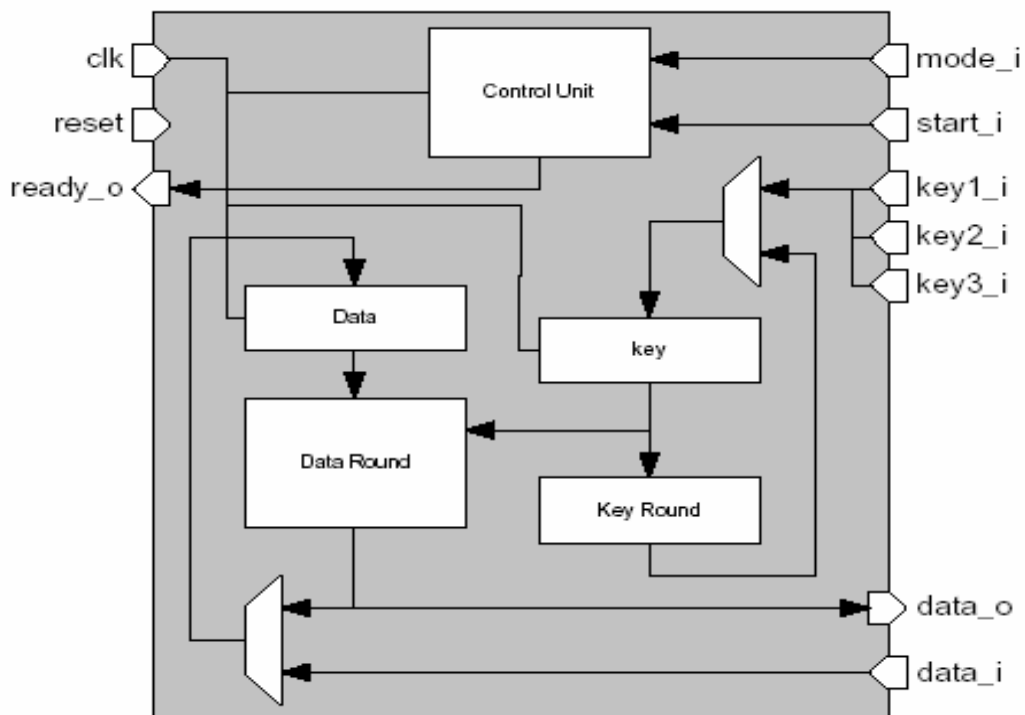 clk
reset
ready_o
Control Unit
mode_i
start_i
key1_i
key2_i
key3_i
Data
key
Data Round
Key Round
data_o
data_i